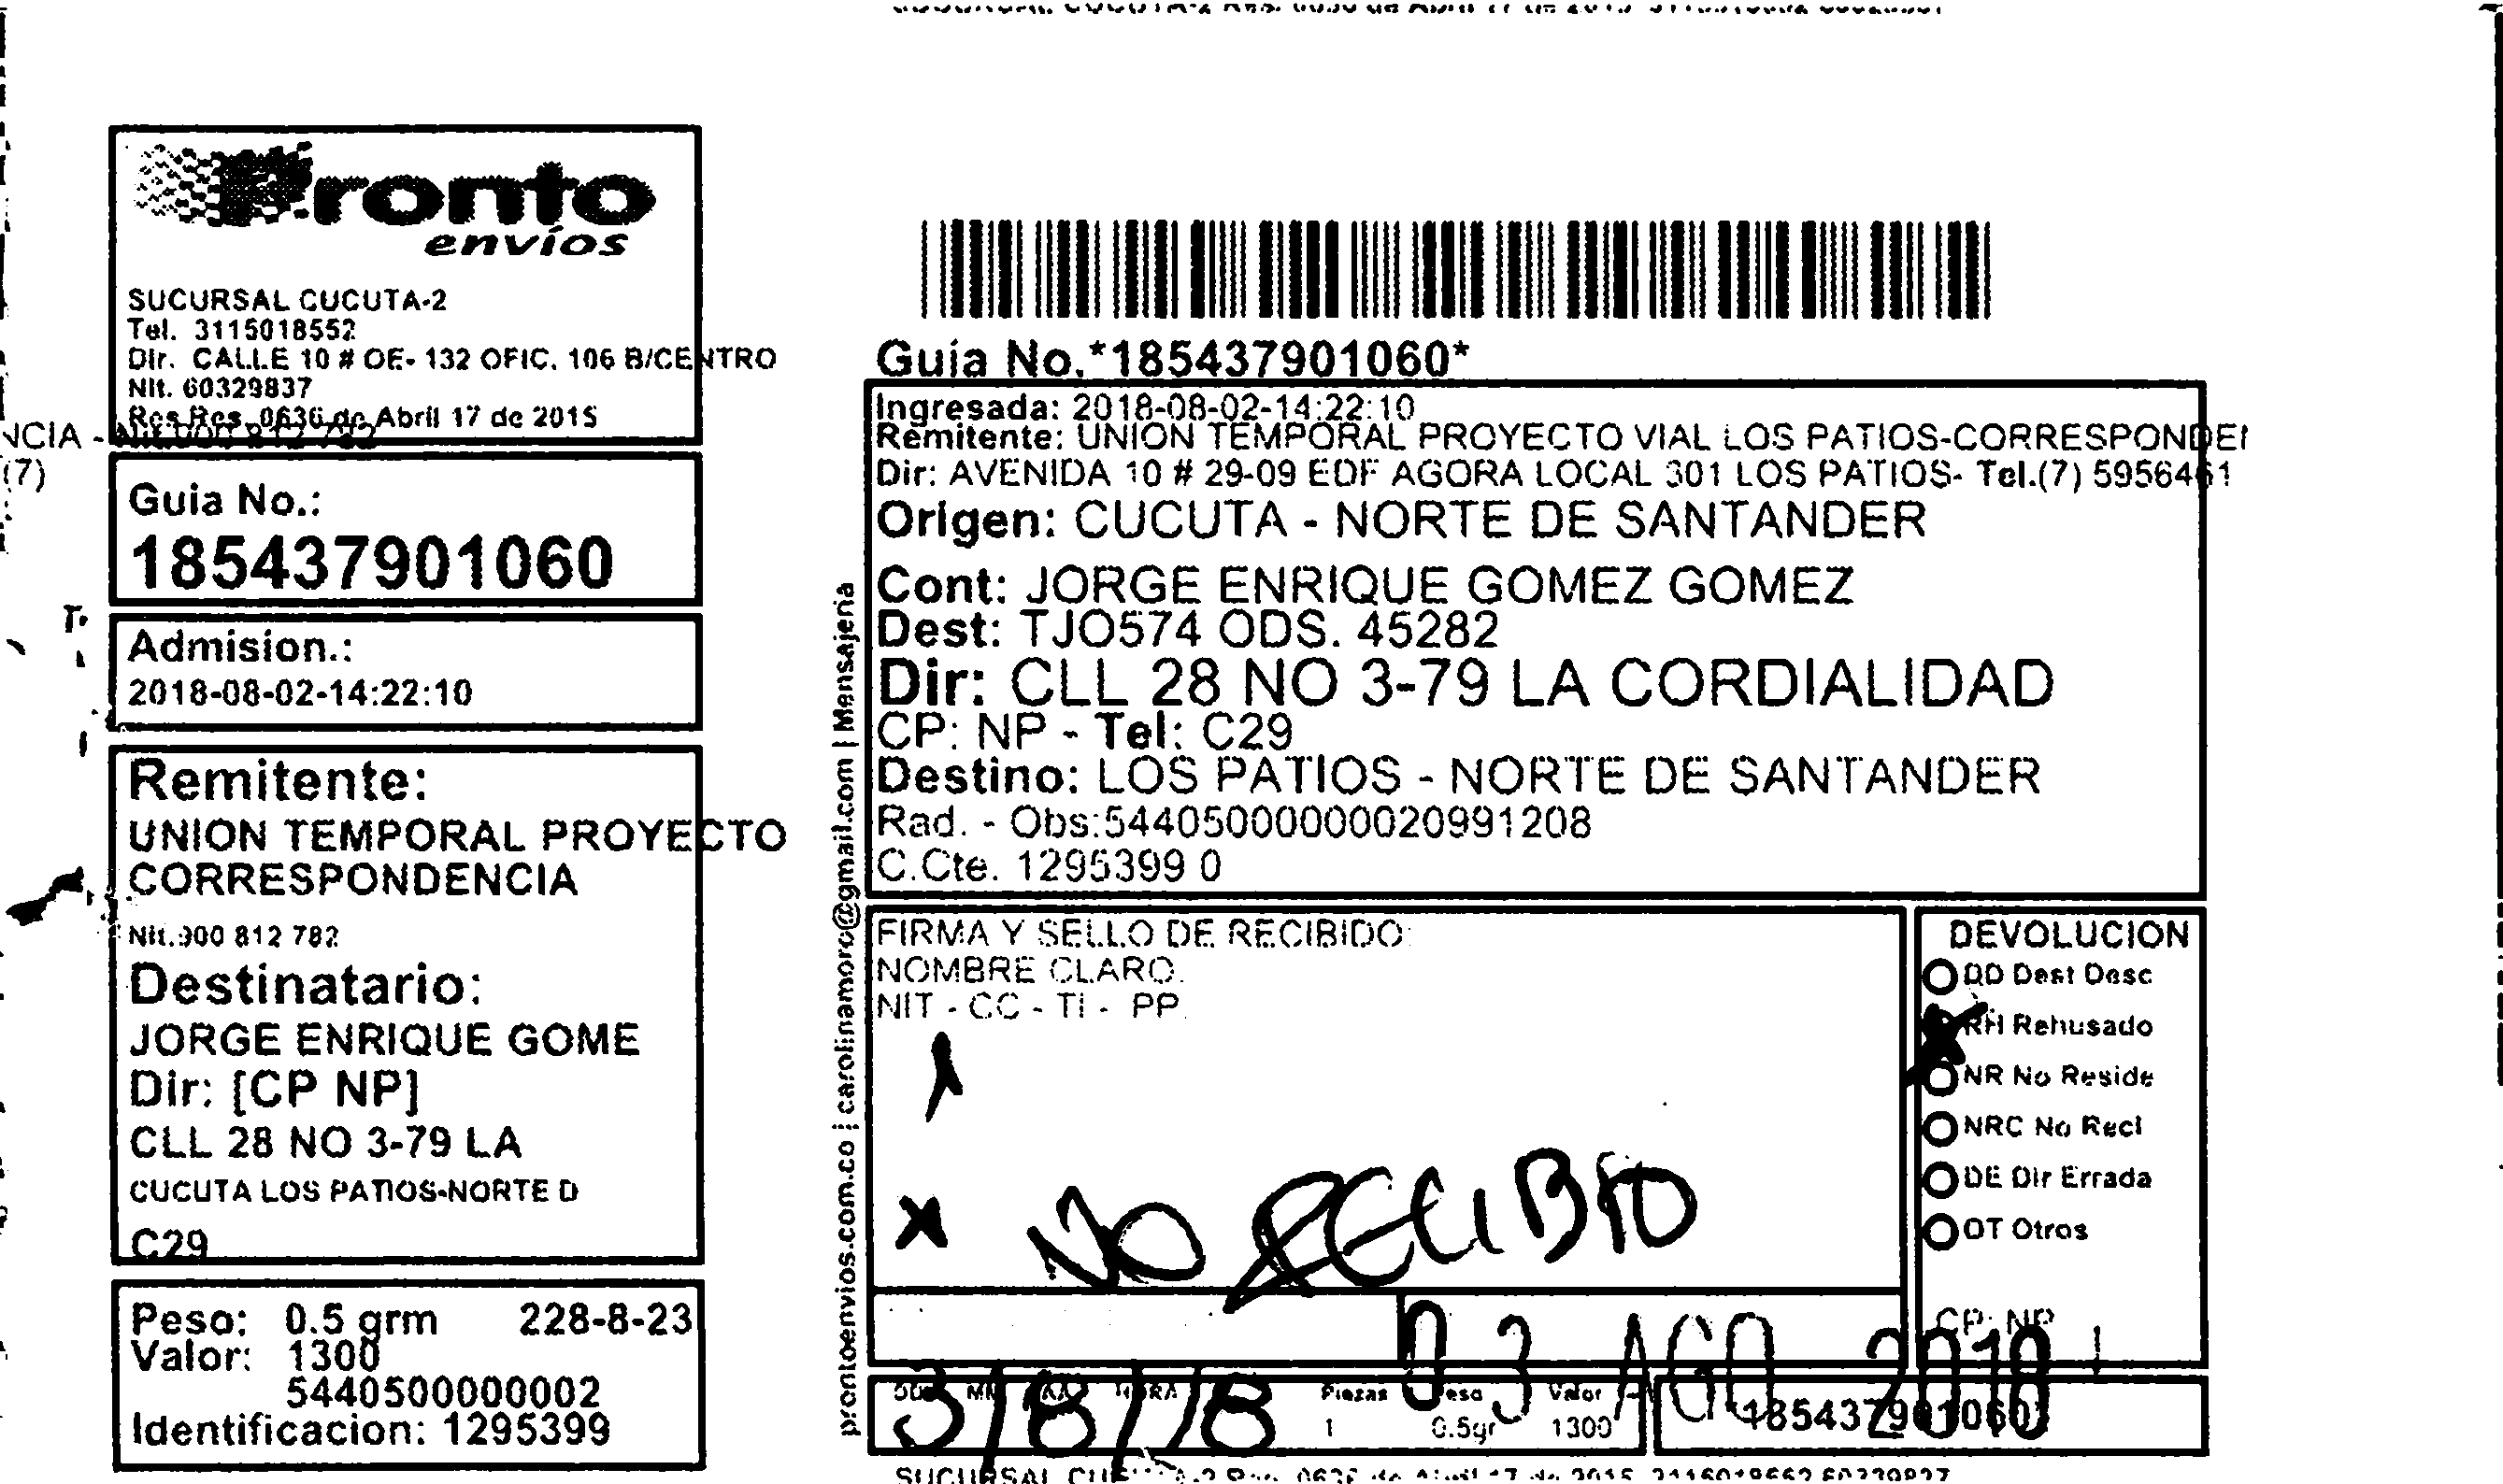 Pronto
envíos
SUCURSAL CUCUTA-2
Tel. 3115018552
Dir. CALLE 10 # OE- 132 OFIC. 106 B/CENTRO
Nit. 60329837
Res.Res. 0636 de Abril 17 de 2015
NCIA -
(7)
Guia No.:
185437901060
Admision.:
2018-08-02-14:22:10
Remitente:
UNION TEMPORAL PROYECTO
CORRESPONDENCIA
Nit.900 812 782
Destinatario:
JORGE ENRIQUE GOME
Dir: [CP NP]
CLL 28 NO 3-79 LA
CUCUTA LOS PATIOS-NORTE D
C29
Peso: 0.5 grm 228-8-23
Valor: 1300
5440500000002
Identificacion: 1295399
prontoenvios.com.co | carolinamoro@gmail.com | Mensajeria
Guía No.*185437901060*
Ingresada: 2018-08-02-14:22:10
Remitente: UNION TEMPORAL PROYECTO VIAL LOS PATIOS-CORRESPONDEN
Dir: AVENIDA 10 # 29-09 EDF AGORA LOCAL 301 LOS PATIOS- Tel.(7) 5956461
Origen: CUCUTA - NORTE DE SANTANDER
Cont: JORGE ENRIQUE GOMEZ GOMEZ
Dest: TJO574 ODS. 45282
Dir: CLL 28 NO 3-79 LA CORDIALIDAD
CP: NP - Tel: C29
Destino: LOS PATIOS - NORTE DE SANTANDER
Rad. - Obs:544050000000020991208
C.Cte. 1295399 0
FIRMA Y SELLO DE RECIBIDO:
NOMBRE CLARO.
NIT - CC - TI - PP.
X NO RECIBIO
DEVOLUCION
DD Dest Desc
RH Rehusado
NR No Reside
NRC No Recl
DE Dir Errada
OT Otros
CP: NP
03 AGO 2018
HORA Piezas Peso Valor
3/8/18 1 0.5gr 1300
*185437901060*